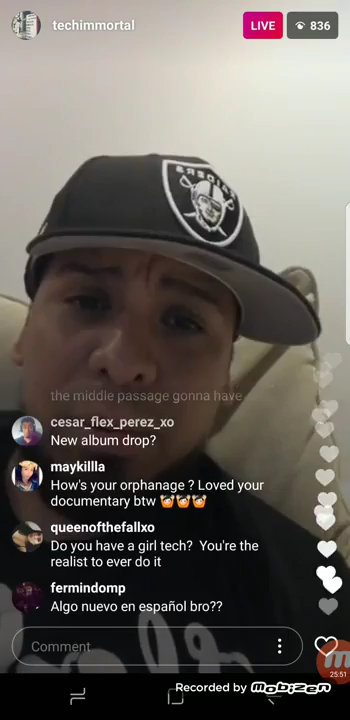 techimmortal
LIVE
836
RAIDERS
the middle passage gonna have
cesar_flex_perez_xo
New album drop?
maykillla
How's your orphanage ? Loved your
documentary btw 🙆🙆🙆
queenofthefallxo
Do you have a girl tech?  You're the
realist to ever do it
fermindomp
Algo nuevo en español bro??
Comment
25:51
Recorded by Mobizen